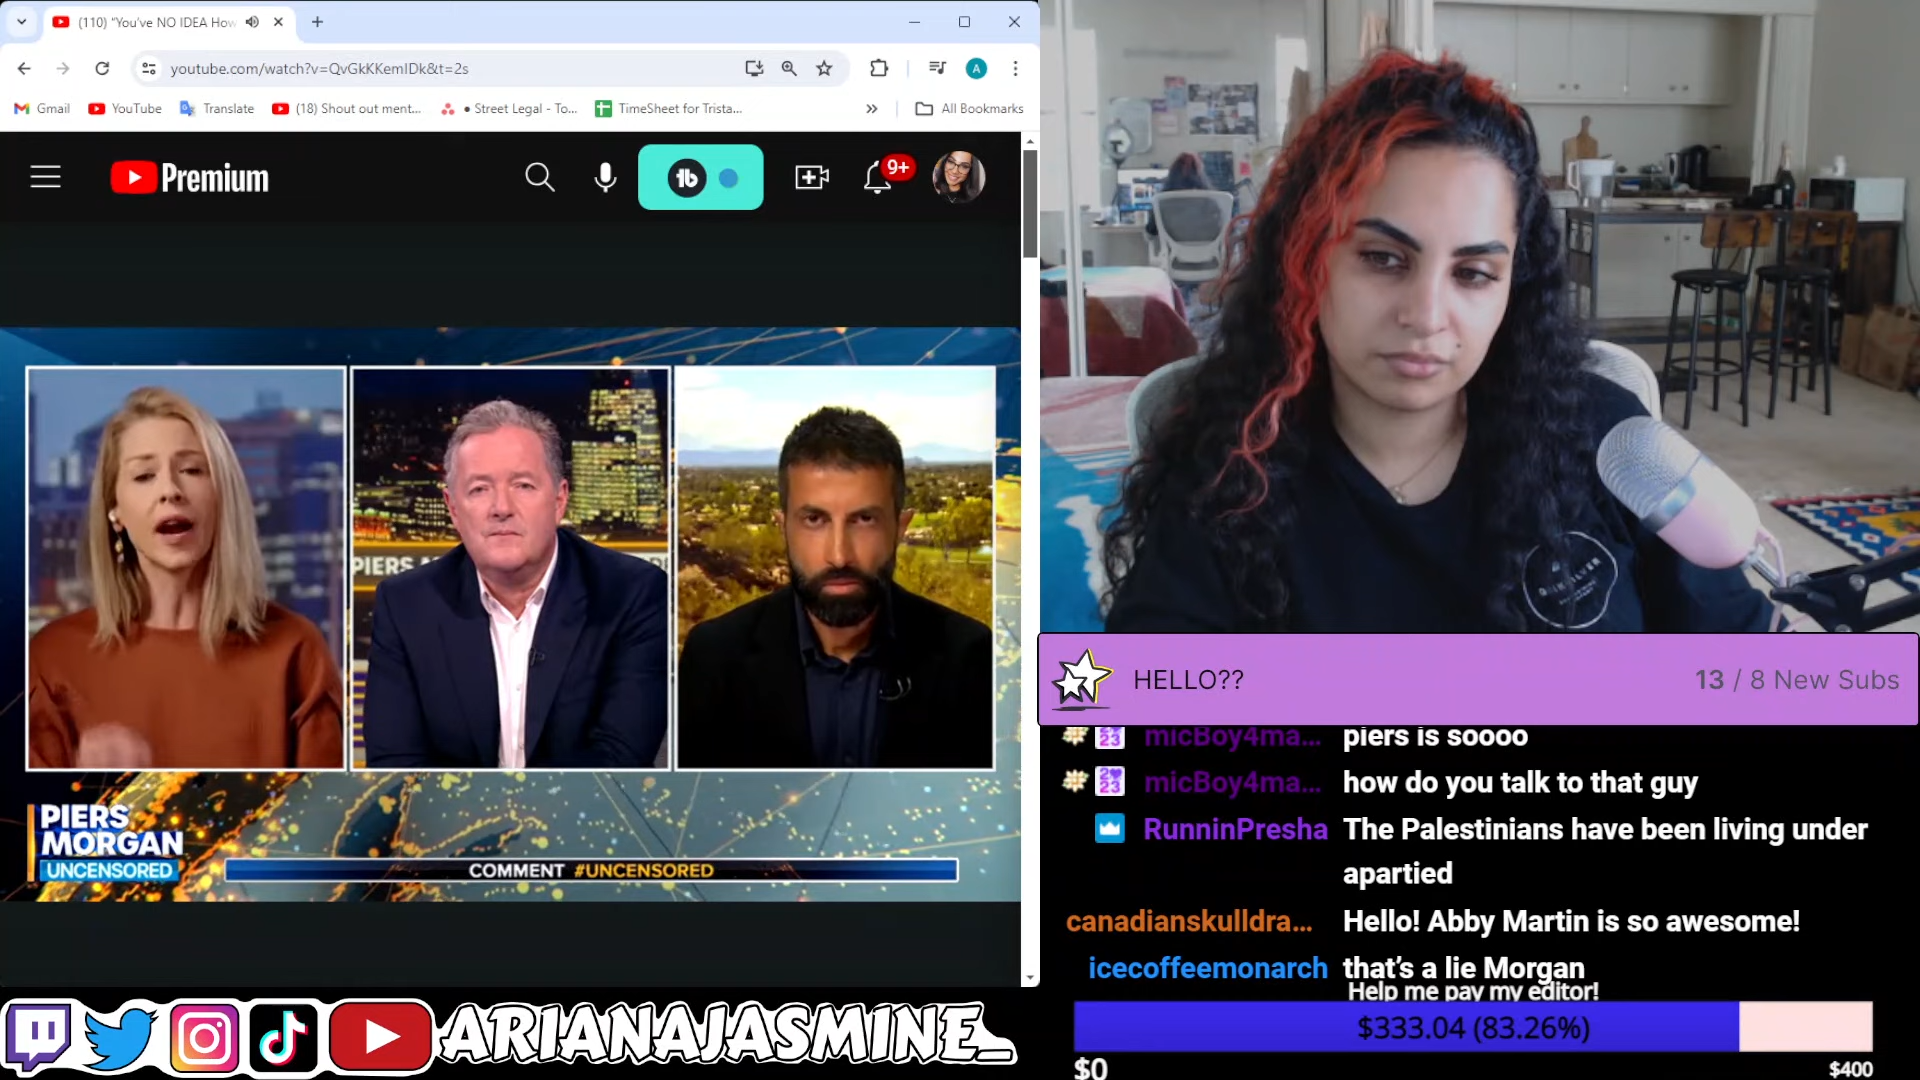 (110) "You've NO IDEA How
youtube.com/watch?v=QvGkKKemIDk&t=2s
A
Gmail
YouTube
Translate
(18) Shout out ment...
• Street Legal - To...
TimeSheet for Trista...
»
All Bookmarks
Premium
9+
PIERS
PIERS
MORGAN
UNCENSORED
COMMENT #UNCENSORED
HELLO??
13 / 8 New Subs
micBoy4ma... piers is soooo
micBoy4ma... how do you talk to that guy
RunninPresha The Palestinians have been living under
apartied
canadianskulldra... Hello! Abby Martin is so awesome!
icecoffeemonarch that's a lie Morgan
Help me pay my editor!
$333.04 (83.26%)
$0
$400
ARIANAJASMINE_